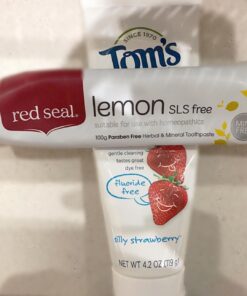 SINCE 1970
Tom's
red seal
lemon SLS free
suitable for use with homeopathics
100g Paraben Free Herbal & Mineral Toothpaste
gentle cleaning
tastes great
dye free
fluoride
free
silly strawberry
NET WT 4.2 OZ (119 g)